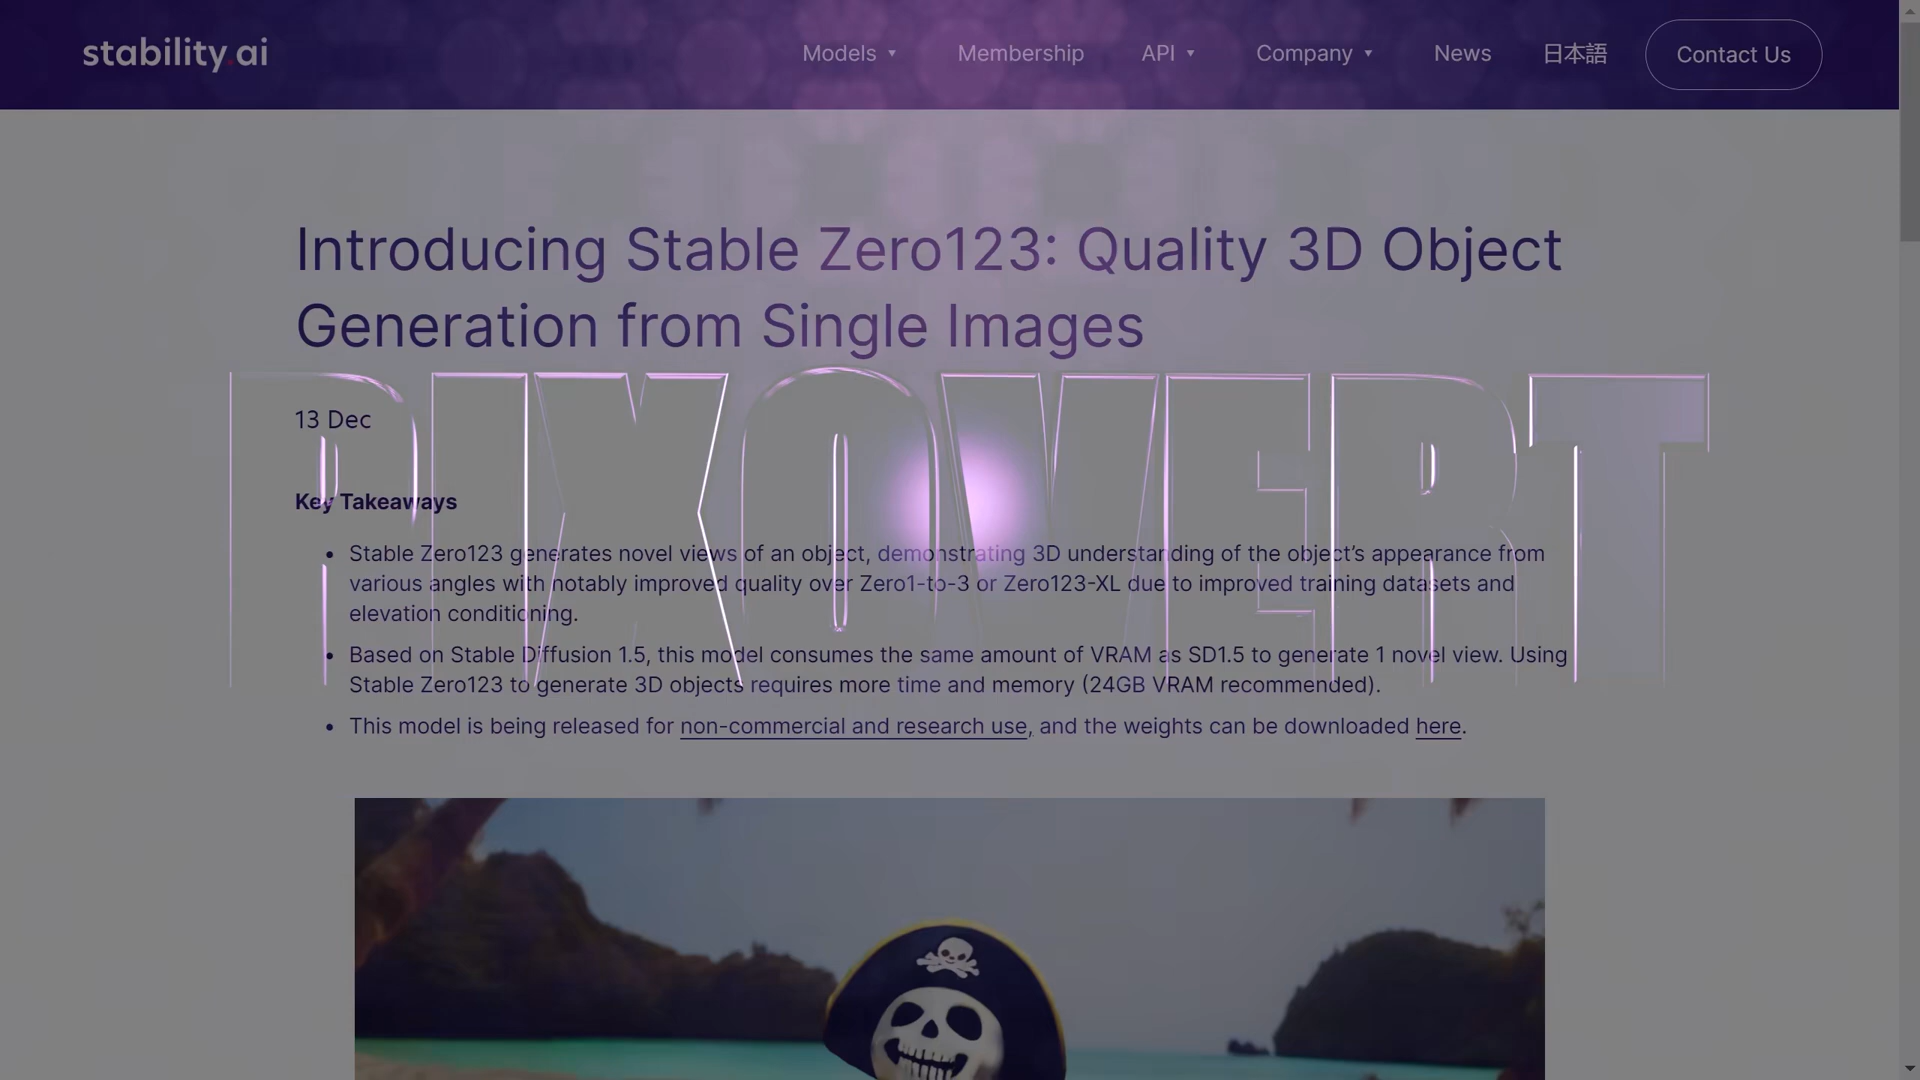 stability.ai
Models ▼ Membership API ▼ Company ▼ News 日本語 Contact Us
Introducing Stable Zero123: Quality 3D Object
Generation from Single Images
PIXOVERT
13 Dec
Key Takeaways
• Stable Zero123 generates novel views of an object, demonstrating 3D understanding of the object’s appearance from
various angles with notably improved quality over Zero1-to-3 or Zero123-XL due to improved training datasets and
elevation conditioning.
• Based on Stable Diffusion 1.5, this model consumes the same amount of VRAM as SD1.5 to generate 1 novel view. Using
Stable Zero123 to generate 3D objects requires more time and memory (24GB VRAM recommended).
• This model is being released for non-commercial and research use, and the weights can be downloaded here.